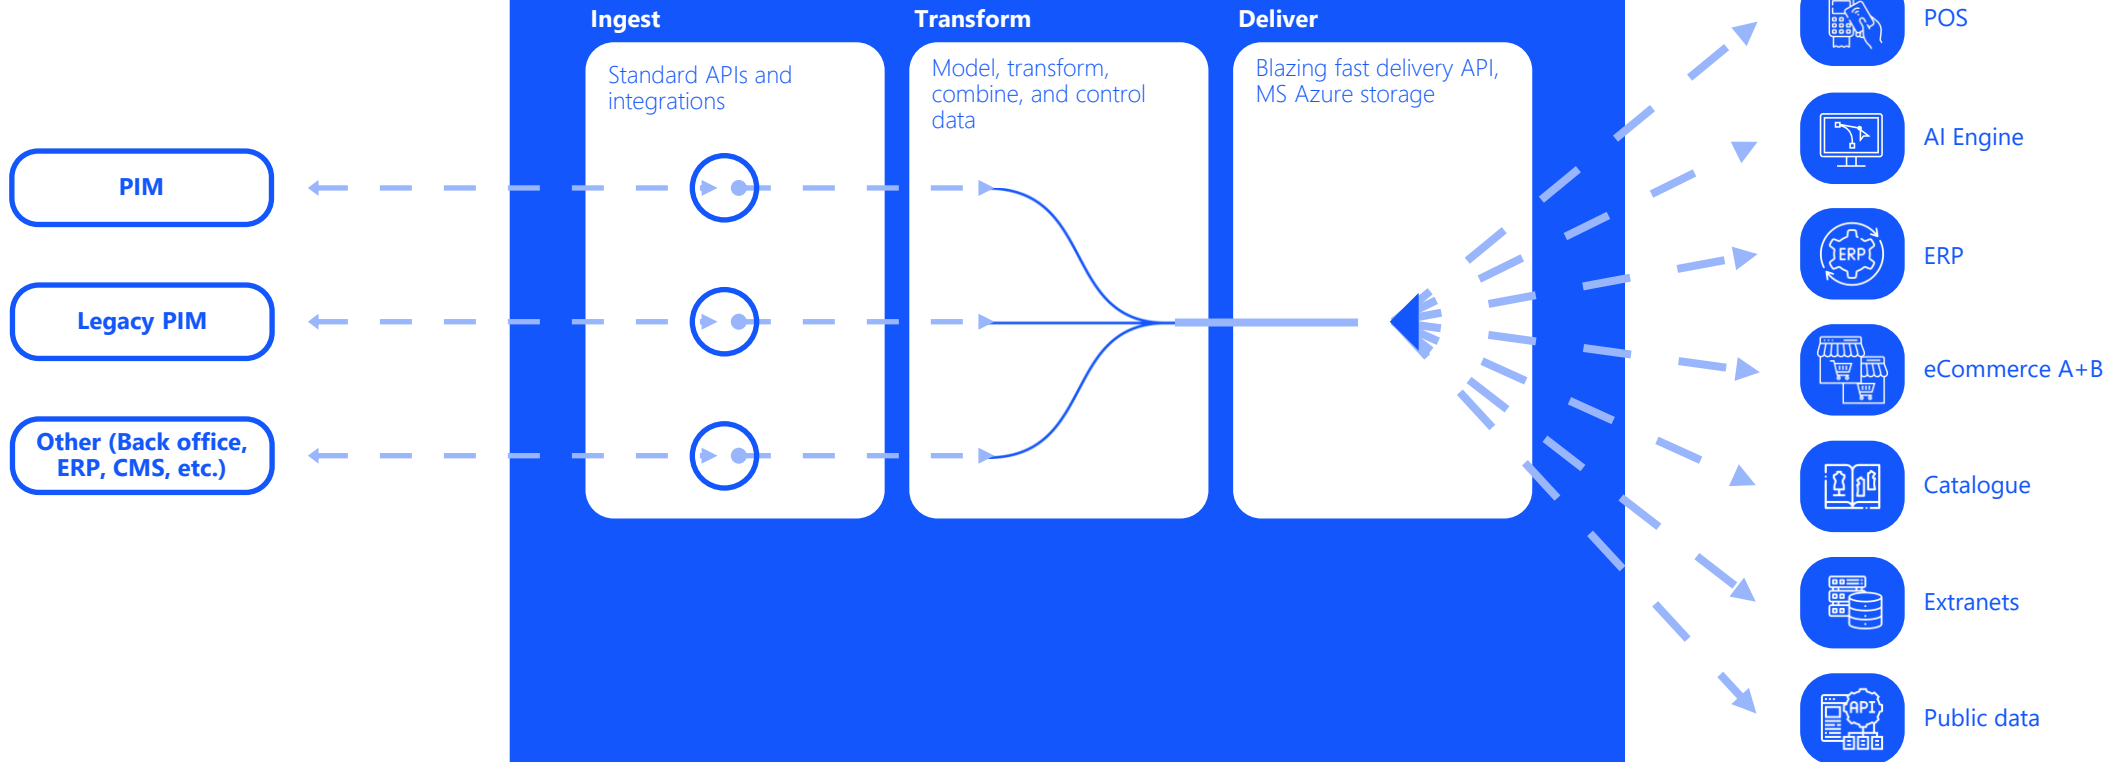 Ingest
Standard APIs and
integrations
Transform
Model, transform,
combine, and control
data
Deliver
Blazing fast delivery API,
MS Azure storage
PIM
Legacy PIM
Other (Back office,
ERP, CMS, etc.)
POS
AI Engine
ERP
ERP
eCommerce A+B
Catalogue
Extranets
API
Public data